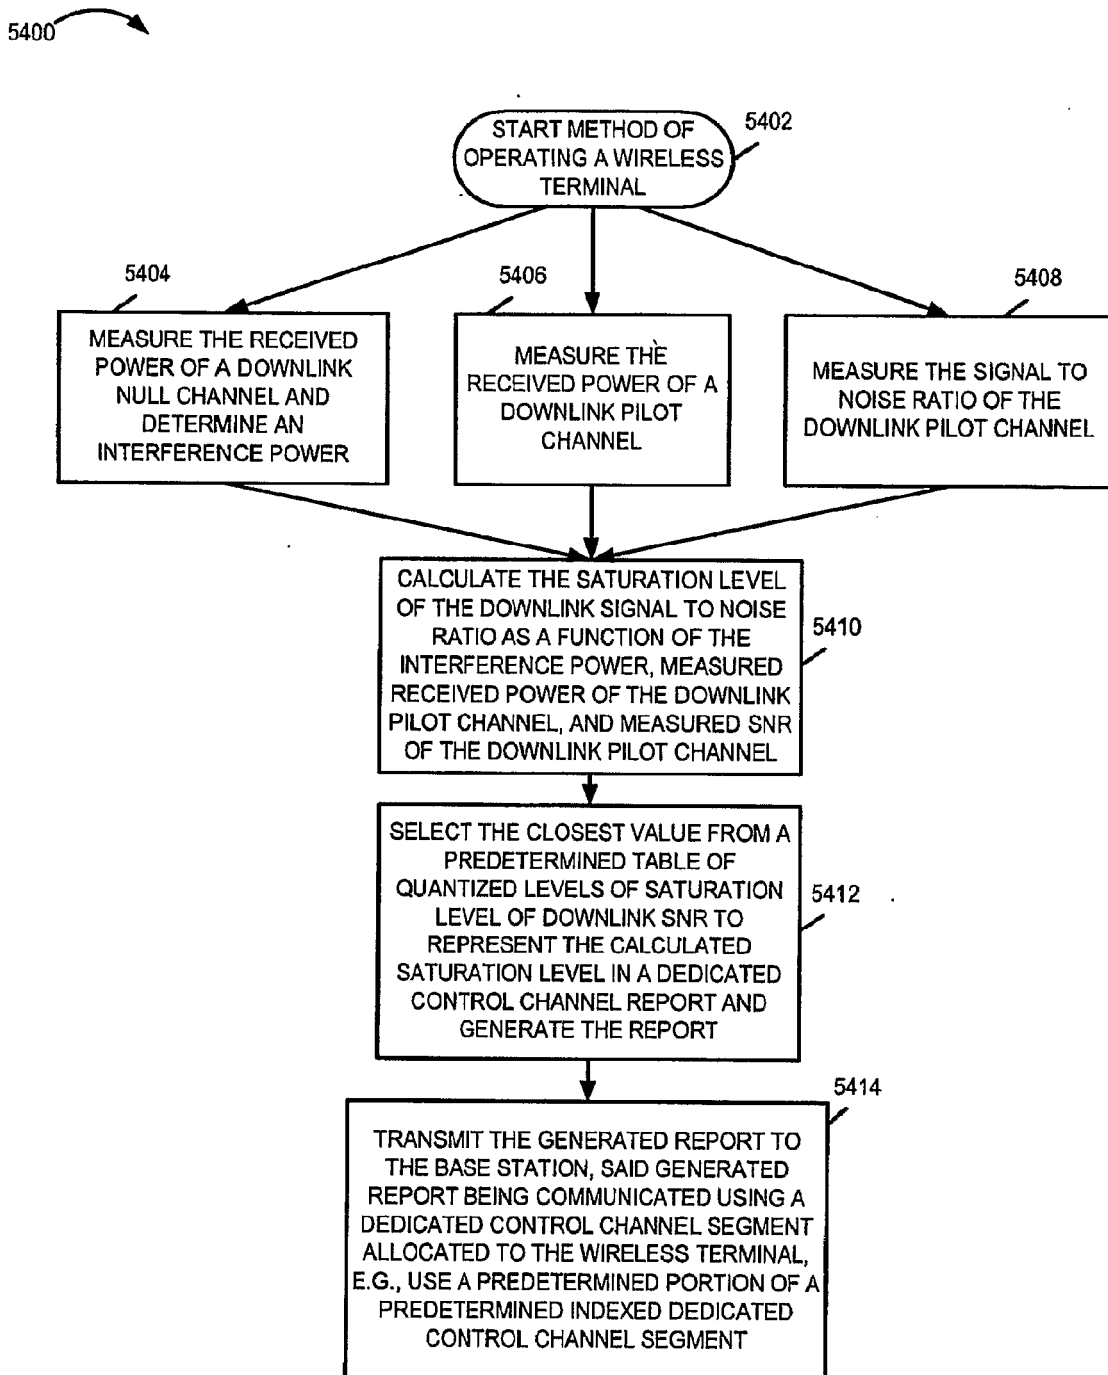 5400
START METHOD OF
OPERATING A WIRELESS
TERMINAL
5402
5404
MEASURE THE RECEIVED
POWER OF A DOWNLINK
NULL CHANNEL AND
DETERMINE AN
INTERFERENCE POWER
5406
MEASURE THE
RECEIVED POWER OF A
DOWNLINK PILOT
CHANNEL
5408
MEASURE THE SIGNAL TO
NOISE RATIO OF THE
DOWNLINK PILOT CHANNEL
CALCULATE THE SATURATION LEVEL
OF THE DOWNLINK SIGNAL TO NOISE
RATIO AS A FUNCTION OF THE
INTERFERENCE POWER, MEASURED
RECEIVED POWER OF THE DOWNLINK
PILOT CHANNEL, AND MEASURED SNR
OF THE DOWNLINK PILOT CHANNEL
5410
SELECT THE CLOSEST VALUE FROM A
PREDETERMINED TABLE OF
QUANTIZED LEVELS OF SATURATION
LEVEL OF DOWNLINK SNR TO
REPRESENT THE CALCULATED
SATURATION LEVEL IN A DEDICATED
CONTROL CHANNEL REPORT AND
GENERATE THE REPORT
5412
5414
TRANSMIT THE GENERATED REPORT TO
THE BASE STATION, SAID GENERATED
REPORT BEING COMMUNICATED USING A
DEDICATED CONTROL CHANNEL SEGMENT
ALLOCATED TO THE WIRELESS TERMINAL,
E.G., USE A PREDETERMINED PORTION OF A
PREDETERMINED INDEXED DEDICATED
CONTROL CHANNEL SEGMENT